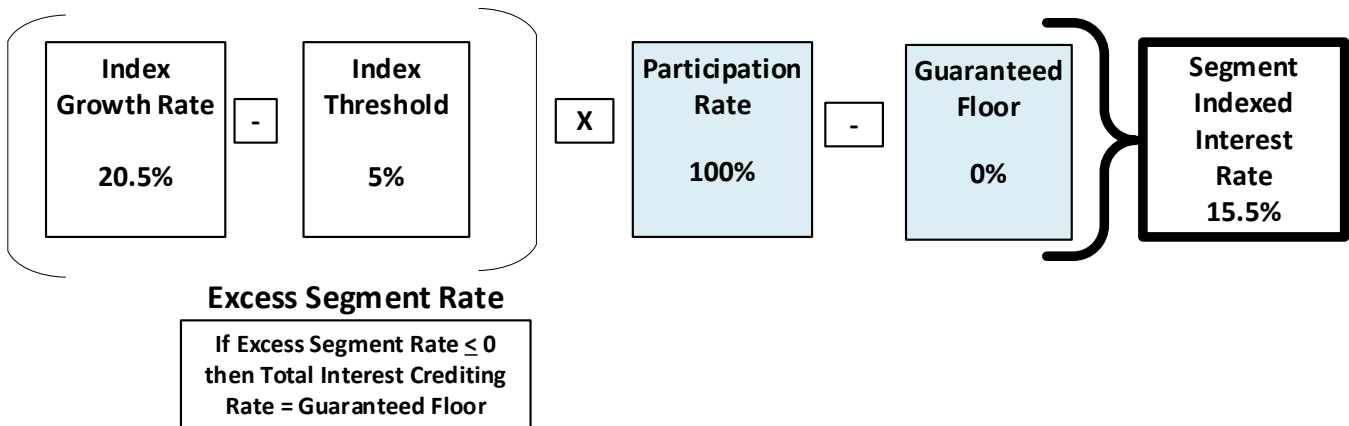 Index
Growth Rate
20.5%
-
Index
Threshold
5%
X
Participation
Rate
100%
-
Guaranteed
Floor
0%
Segment
Indexed
Interest
Rate
15.5%
Excess Segment Rate
If Excess Segment Rate ≤ 0
then Total Interest Crediting
Rate = Guaranteed Floor